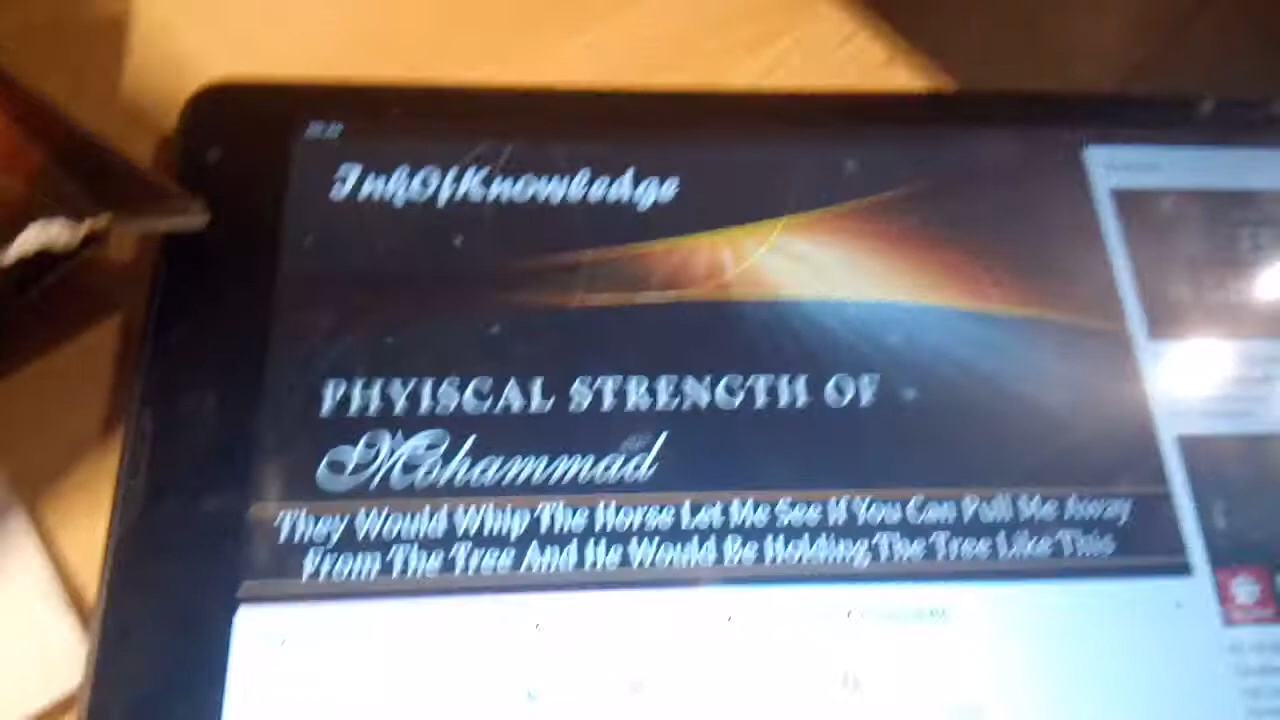 InkOfKnowledge
PHYISCAL STRENGTH OF
Mohammad
They Would Whip The Horse Let Me See If You Can Pull Me Away
From The Tree And He Would Be Holding The Tree Like This